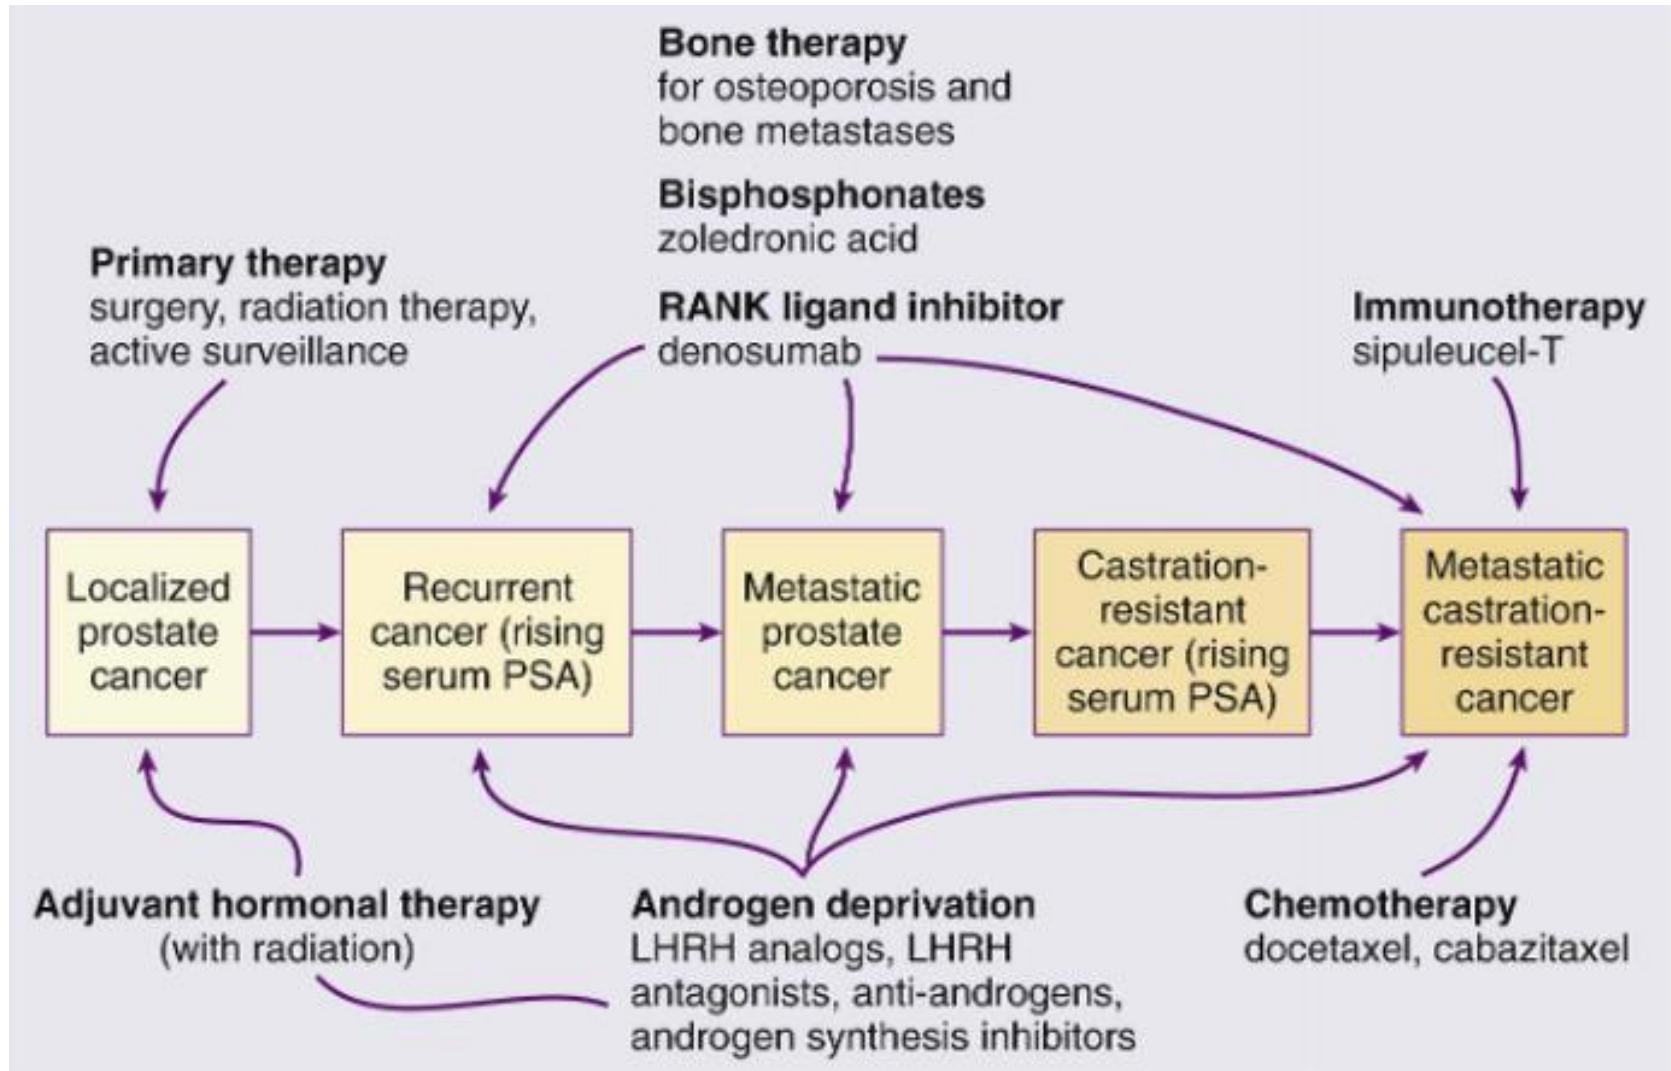 Bone therapy
for osteoporosis and
bone metastases
Bisphosphonates
zoledronic acid
RANK ligand inhibitor
denosumab
Primary therapy
surgery, radiation therapy,
active surveillance
Immunotherapy
sipuleucel-T
Localized
prostate
cancer
Recurrent
cancer (rising
serum PSA)
Metastatic
prostate
cancer
Castration-
resistant
cancer (rising
serum PSA)
Metastatic
castration-
resistant
cancer
Adjuvant hormonal therapy
(with radiation)
Androgen deprivation
LHRH analogs, LHRH
antagonists, anti-androgens,
androgen synthesis inhibitors
Chemotherapy
docetaxel, cabazitaxel